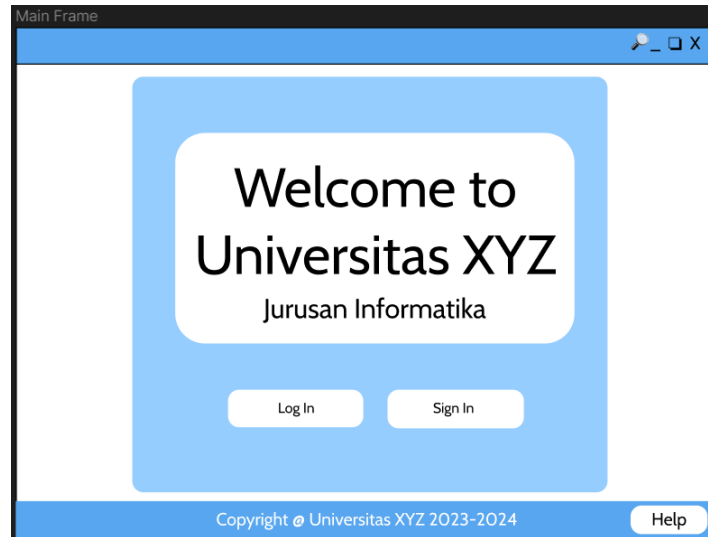 Main Frame
_ ❏ X
Welcome to
Universitas XYZ
Jurusan Informatika
Log In
Sign In
Copyright @ Universitas XYZ 2023-2024
Help